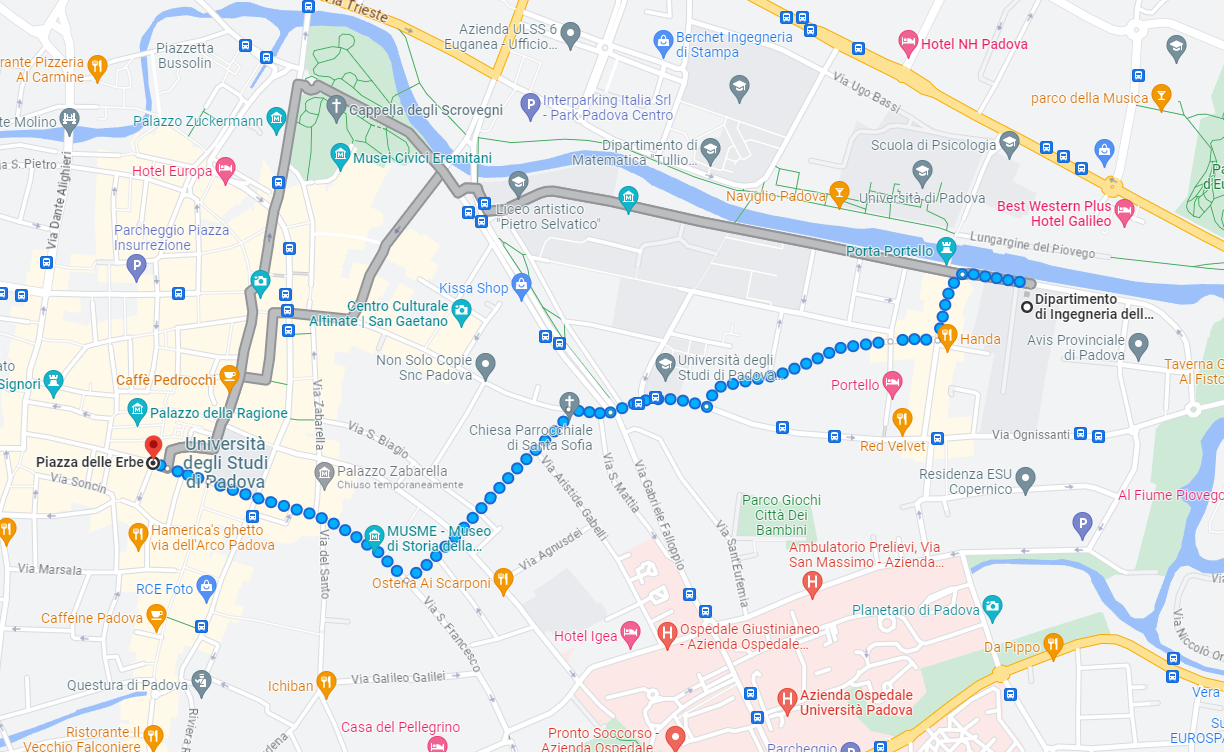 Via Trieste
Azienda ULSS 6
Euganea - Ufficio...
Berchet Ingegneria
di Stampa
Hotel NH Padova
Piazzetta
Bussolin
rante Pizzeria
Al Carmine
Via Ugo Bassi
parco della Musica
Interparking Italia Srl
- Park Padova Centro
Cappella degli Scrovegni
te Molino
Palazzo Zuckermann
Dipartimento di
Matematica "Tullio...
Scuola di Psicologia
Musei Civici Eremitani
a S. Pietro
Hotel Europa
Via Dante Alighieri
Naviglio Padova
Università di Padova
Pa
d'Eu
Best Western Plus
Hotel Galileo
Liceo artistico
"Pietro Selvatico"
Parcheggio Piazza
Insurrezione
Lungargine del Piovego
Porta Portello
Kissa Shop
Dipartimento
di Ingegneria dell...
Centro Culturale
Altinate | San Gaetano
Handa
Avis Provinciale
di Padova
Non Solo Copie
Snc Padova
Università degli
Studi di Padova...
Taverna G
Al Fisto
ato
Signori
Caffè Pedrocchi
Portello
Via Zabarella
Palazzo della Ragione
Via S. Biagio
Chiesa Parrocchiale
di Santa Sofia
Red Velvet
Via Ognissanti
Università
degli Studi
di Padova
Piazza delle Erbe
Via Soncin
Palazzo Zabarella
Chiuso temporaneamente
Via Aristide Gabelli
Via S. Mattia
Via Gabriele Falloppio
Residenza ESU
Copernico
Al Fiume Piovego
Parco Giochi
Città Dei
Bambini
Hamerica's ghetto
via dell'Arco Padova
MUSME - Museo
di Storia della...
Via Agnusdei
Via Sant'Eufemia
Ambulatorio Prelievi, Via
San Massimo - Azienda...
Via Marsala
Via del Santo
Osteria Ai Scarponi
RCE Foto
Caffeine Padova
Via S. Francesco
Planetario di Padova
Via Niccolò Or
Hotel Igea
Ospedale Giustinianeo
- Azienda Ospedale...
Da Pippo
Questura di Padova
Ichiban
Via Galileo Galilei
Azienda Ospedale
Università Padova
Vera
Riviera
Casa del Pellegrino
Ristorante Il
Vecchio Falconiere
Pronto Soccorso -
Azienda Ospedale
Parcheggio
Su
EUROSPA